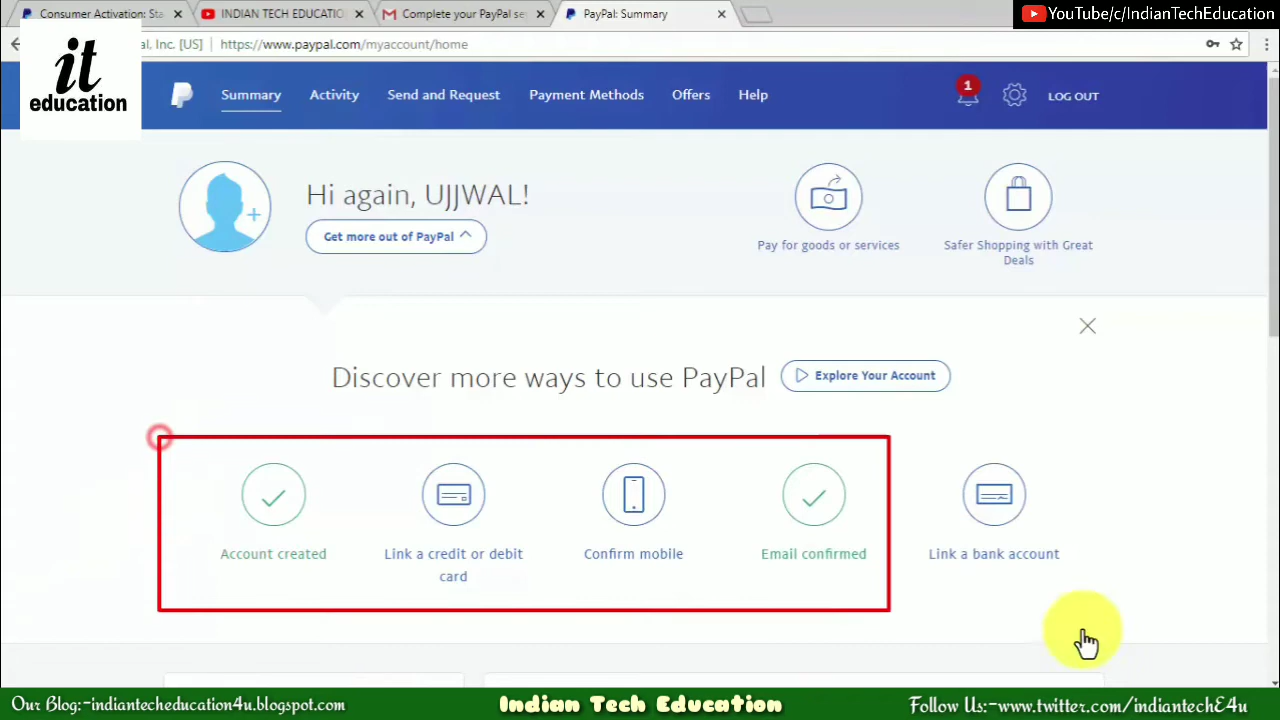 Consumer Activation: Sta
INDIAN TECH EDUCATIO
Complete your PayPal se
PayPal: Summary
YouTube/c/IndianTechEducation
al, Inc. [US]
https://www.paypal.com/myaccount/home
it
education
Summary
Activity
Send and Request
Payment Methods
Offers
Help
1
LOG OUT
Hi again, UJJWAL!
Get more out of PayPal
Pay for goods or services
Safer Shopping with Great
Deals
Discover more ways to use PayPal
Explore Your Account
Account created
Link a credit or debit
card
Confirm mobile
Email confirmed
Link a bank account
Our Blog:-indiantecheducation4u.blogspot.com
Indian Tech Education
Follow Us:-www.twitter.com/indiantechE4u